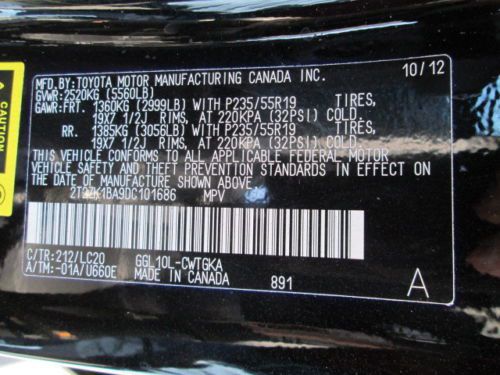 MFD.BY:TOYOTA MOTOR MANUFACTURING CANADA INC. 10/12
GVWR:2520KG (5560LB)
GAWR:FRT. 1360KG (2999LB) WITH P235/55R19 TIRES,
19X7 1/2J RIMS, AT 220KPA (32PSI) COLD.
RR. 1385KG (3056LB) WITH P235/55R19 TIRES,
19X7 1/2J RIMS, AT 220KPA (32PSI) COLD.
THIS VEHICLE CONFORMS TO ALL APPLICABLE FEDERAL MOTOR
VEHICLE SAFETY AND THEFT PREVENTION STANDARDS IN EFFECT ON
THE DATE OF MANUFACTURE SHOWN ABOVE.
MPV
C/TR:212/LC20 GGL10L-CWTGKA
A/TM:-01A/U660E MADE IN CANADA 891 A
CAUTION